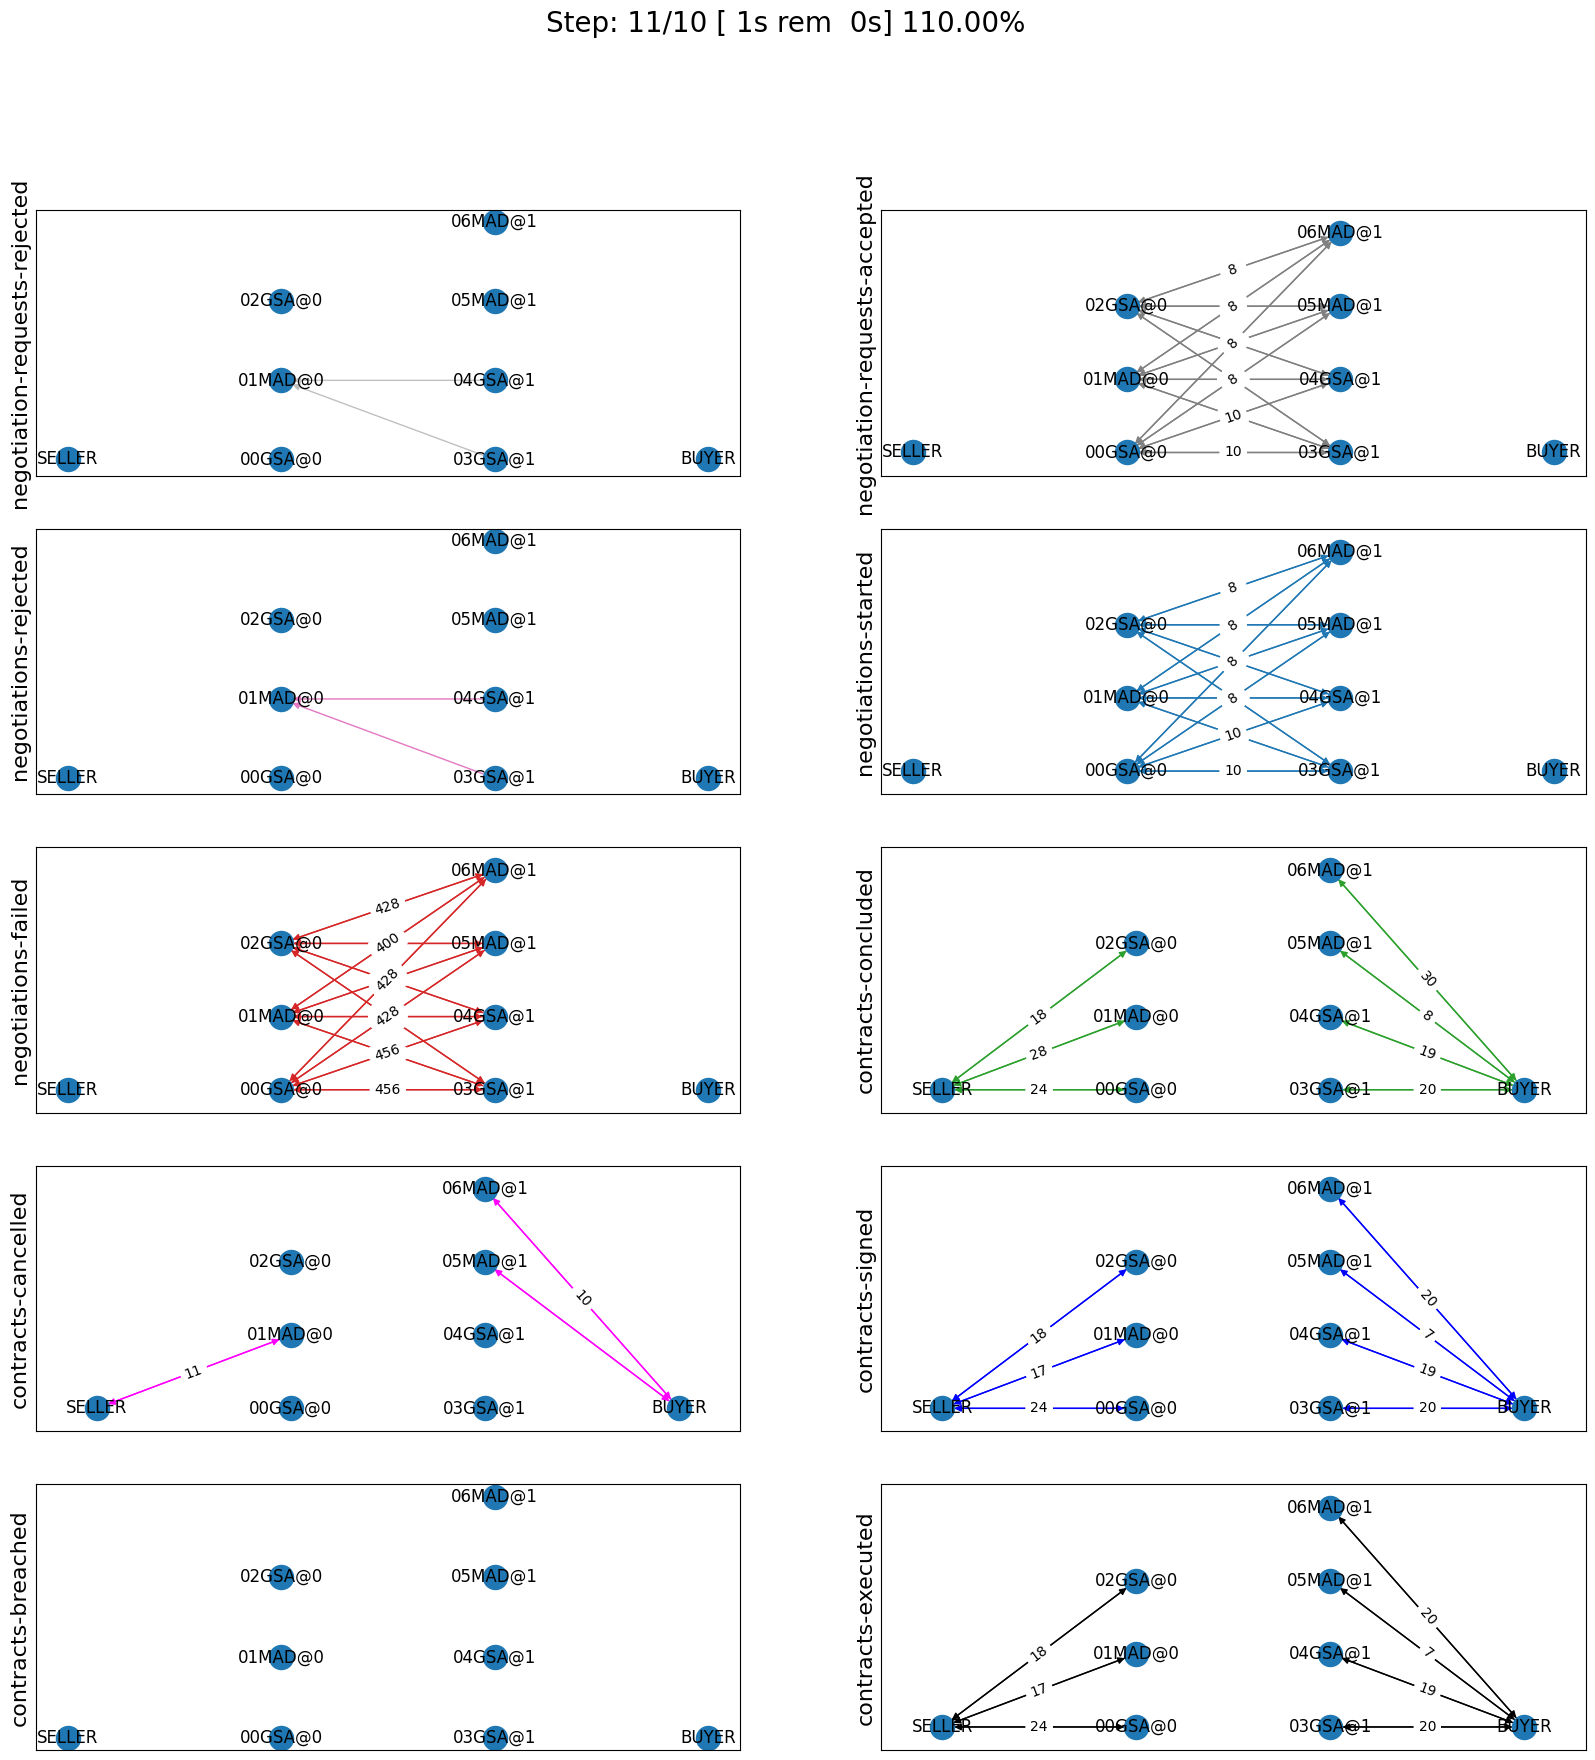 Step: 11/10 [ 1s rem  0s] 110.00%
negotiation-requests-rejected
06MAD@1
02GSA@0
05MAD@1
01MAD@0
04GSA@1
SELLER
00GSA@0
03GSA@1
BUYER
negotiation-requests-accepted
06MAD@1
8
02GSA@0
8
05MAD@1
8
01MAD@0
8
04GSA@1
10
SELLER
00GSA@0
10
03GSA@1
BUYER
negotiations-rejected
06MAD@1
02GSA@0
05MAD@1
01MAD@0
04GSA@1
SELLER
00GSA@0
03GSA@1
BUYER
negotiations-started
06MAD@1
8
02GSA@0
8
05MAD@1
8
01MAD@0
8
04GSA@1
10
SELLER
00GSA@0
10
03GSA@1
BUYER
negotiations-failed
06MAD@1
428
02GSA@0
400
05MAD@1
428
01MAD@0
428
04GSA@1
456
SELLER
00GSA@0
456
03GSA@1
BUYER
contracts-concluded
06MAD@1
02GSA@0
05MAD@1
30
18
01MAD@0
04GSA@1
8
28
19
SELLER
24
00GSA@0
03GSA@1
20
BUYER
contracts-cancelled
06MAD@1
02GSA@0
05MAD@1
10
01MAD@0
04GSA@1
11
SELLER
00GSA@0
03GSA@1
BUYER
contracts-signed
06MAD@1
02GSA@0
05MAD@1
20
18
01MAD@0
04GSA@1
7
17
19
SELLER
24
00GSA@0
03GSA@1
20
BUYER
contracts-breached
06MAD@1
02GSA@0
05MAD@1
01MAD@0
04GSA@1
SELLER
00GSA@0
03GSA@1
BUYER
contracts-executed
06MAD@1
02GSA@0
05MAD@1
20
18
01MAD@0
04GSA@1
7
17
19
SELLER
24
00GSA@0
03GSA@1
20
BUYER